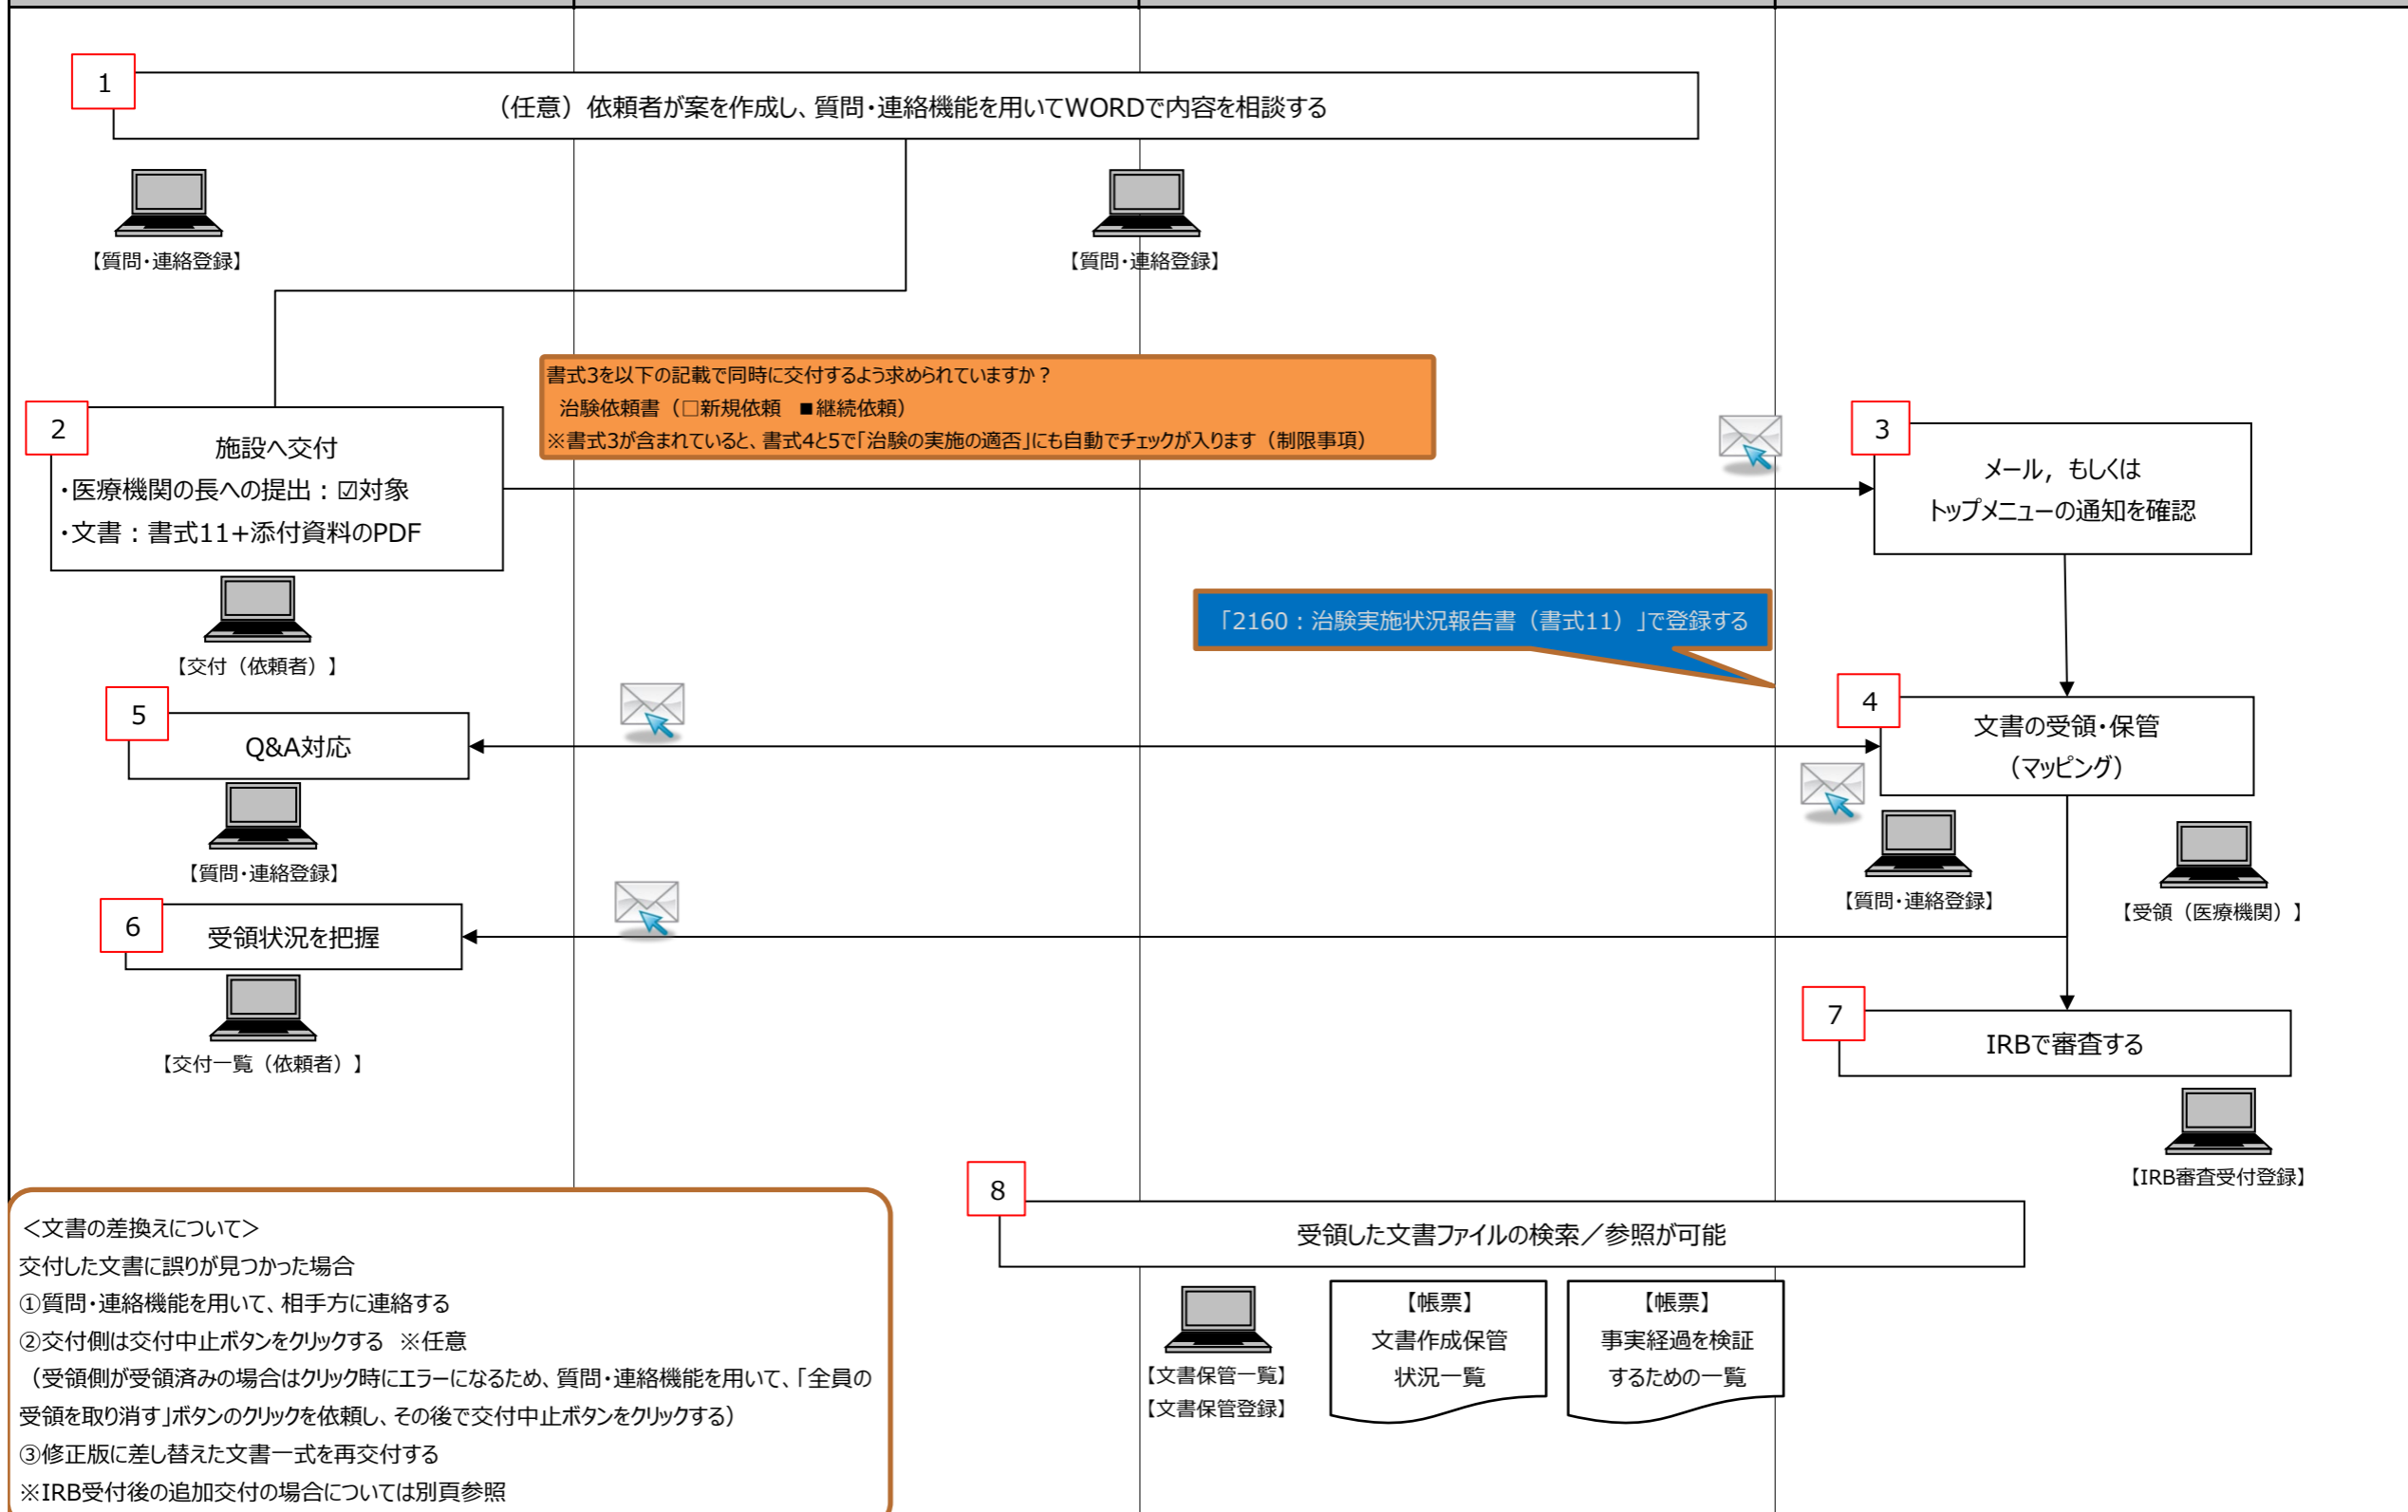 1
（任意）依頼者が案を作成し、質問・連絡機能を用いてWORDで内容を相談する
【質問・連絡登録】
【質問・連絡登録】
書式3を以下の記載で同時に交付するよう求められていますか？
治験依頼書（□新規依頼　■継続依頼）
※書式3が含まれていると、書式4と5で「治験の実施の適否」にも自動でチェックが入ります（制限事項）
2
施設へ交付
・医療機関の長への提出：☑対象
・文書：書式11+添付資料のPDF
【交付（依頼者）】
3
メール，もしくは
トップメニューの通知を確認
「2160：治験実施状況報告書（書式11）」で登録する
4
文書の受領・保管
（マッピング）
【質問・連絡登録】
【受領（医療機関）】
5
Q&A対応
【質問・連絡登録】
6
受領状況を把握
【交付一覧（依頼者）】
7
IRBで審査する
【IRB審査受付登録】
8
受領した文書ファイルの検索／参照が可能
【文書保管一覧】
【文書保管登録】
【帳票】
文書作成保管
状況一覧
【帳票】
事実経過を検証
するための一覧
＜文書の差換えについて＞
交付した文書に誤りが見つかった場合
①質問・連絡機能を用いて、相手方に連絡する
②交付側は交付中止ボタンをクリックする　※任意
（受領側が受領済みの場合はクリック時にエラーになるため、質問・連絡機能を用いて、「全員の
受領を取り消す」ボタンのクリックを依頼し、その後で交付中止ボタンをクリックする）
③修正版に差し替えた文書一式を再交付する
※IRB受付後の追加交付の場合については別頁参照